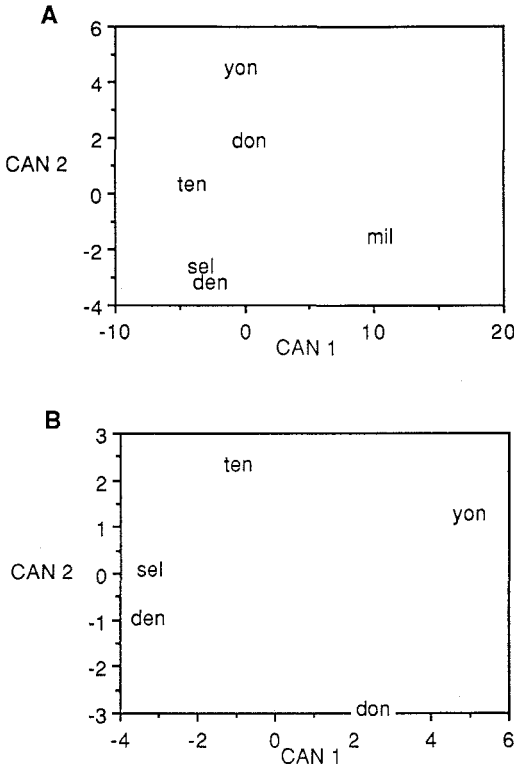 A
6
yon
4
don
2
CAN 2
ten
0
mil
-2
sel
den
-4
-10 0 10 20
CAN 1
B
3
ten
2
yon
1
CAN 2
0
sel
-1
den
-2
-3
don
-4 -2 0 2 4 6
CAN 1